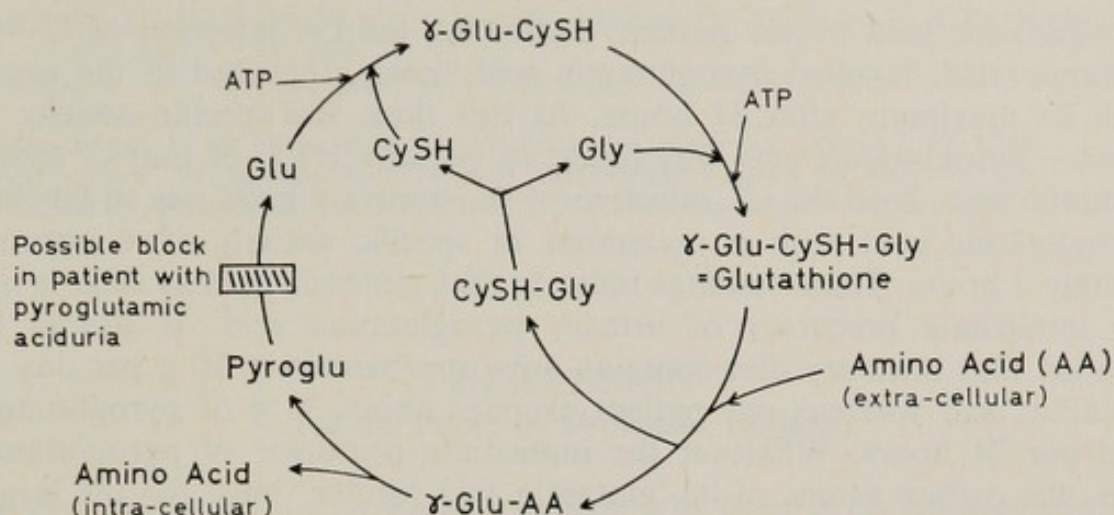 γ-Glu-CySH
ATP
ATP
CySH
Gly
Glu
Possible block
in patient with
pyroglutamic
aciduria
γ-Glu-CySH-Gly
=Glutathione
CySH-Gly
Pyroglu
Amino Acid (AA)
(extra-cellular)
Amino Acid
(intra-cellular)
γ-Glu-AA